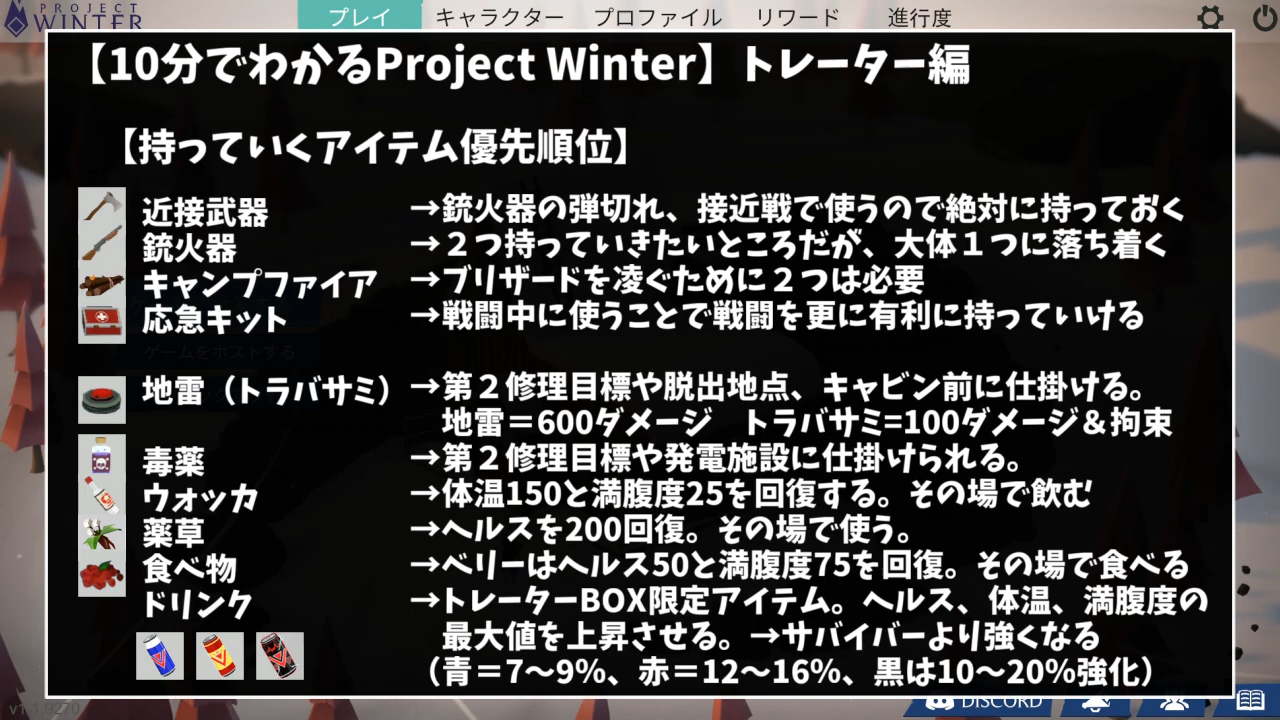 PROJECT
WINTER
プレイ
キャラクター
プロファイル
リワード
進行度
【10分でわかるProject Winter】トレーター編
【持っていくアイテム優先順位】
近接武器 →銃火器の弾切れ、接近戦で使うので絶対に持っておく
銃火器 →２つ持っていきたいところだが、大体１つに落ち着く
キャンプファイア →ブリザードを凌ぐために２つは必要
応急キット →戦闘中に使うことで戦闘を更に有利に持っていける
ゲームをホストする
地雷（トラバサミ）→第２修理目標や脱出地点、キャビン前に仕掛ける。
地雷＝600ダメージ　トラバサミ=100ダメージ＆拘束
毒薬 →第２修理目標や発電施設に仕掛けられる。
ウォッカ →体温150と満腹度25を回復する。その場で飲む
薬草 →ヘルスを200回復。その場で使う。
食べ物 →ベリーはヘルス50と満腹度75を回復。その場で食べる
ドリンク →トレーターBOX限定アイテム。ヘルス、体温、満腹度の
最大値を上昇させる。→サバイバーより強くなる
（青＝7〜9%、赤＝12〜16%、黒は10〜20%強化）
DISCORD